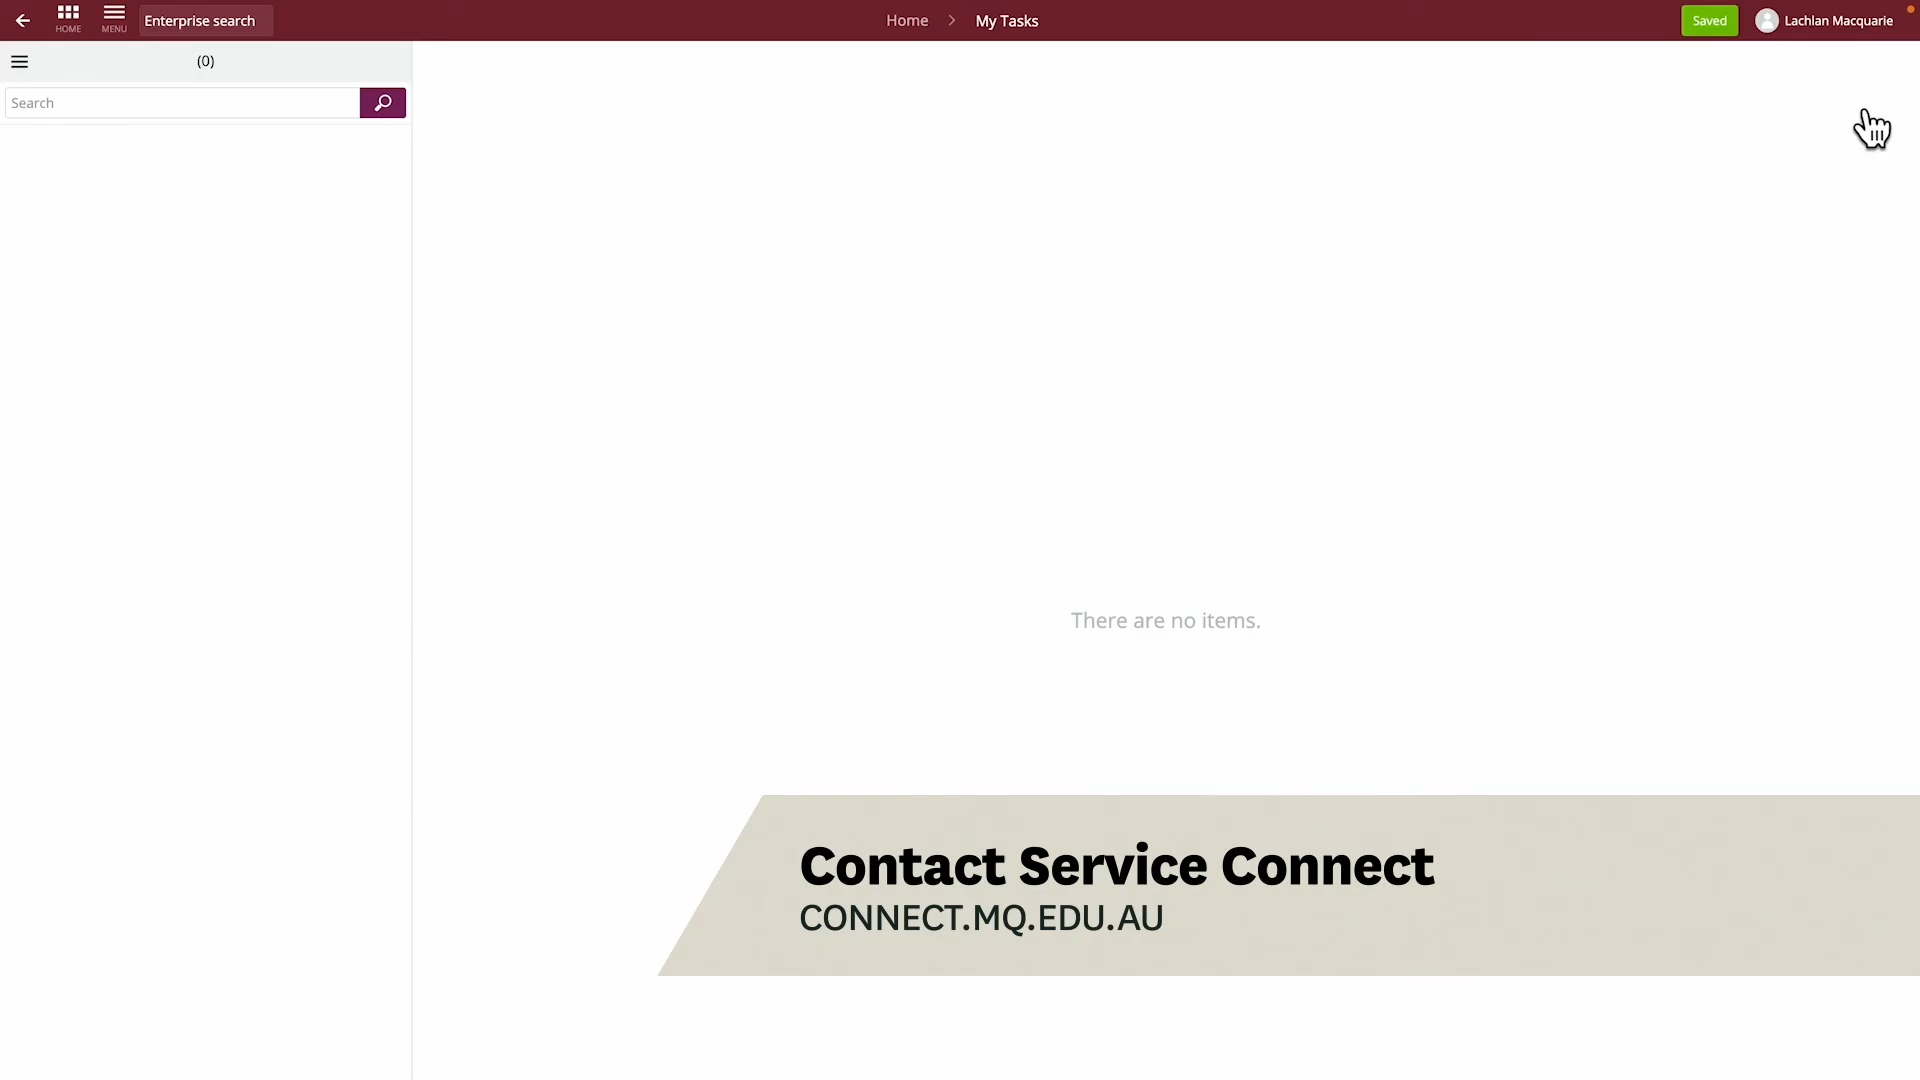 HOME
MENU
Enterprise search
Home > My Tasks
Saved
Lachlan Macquarie
(0)
Search
There are no items.
Contact Service Connect
CONNECT.MQ.EDU.AU